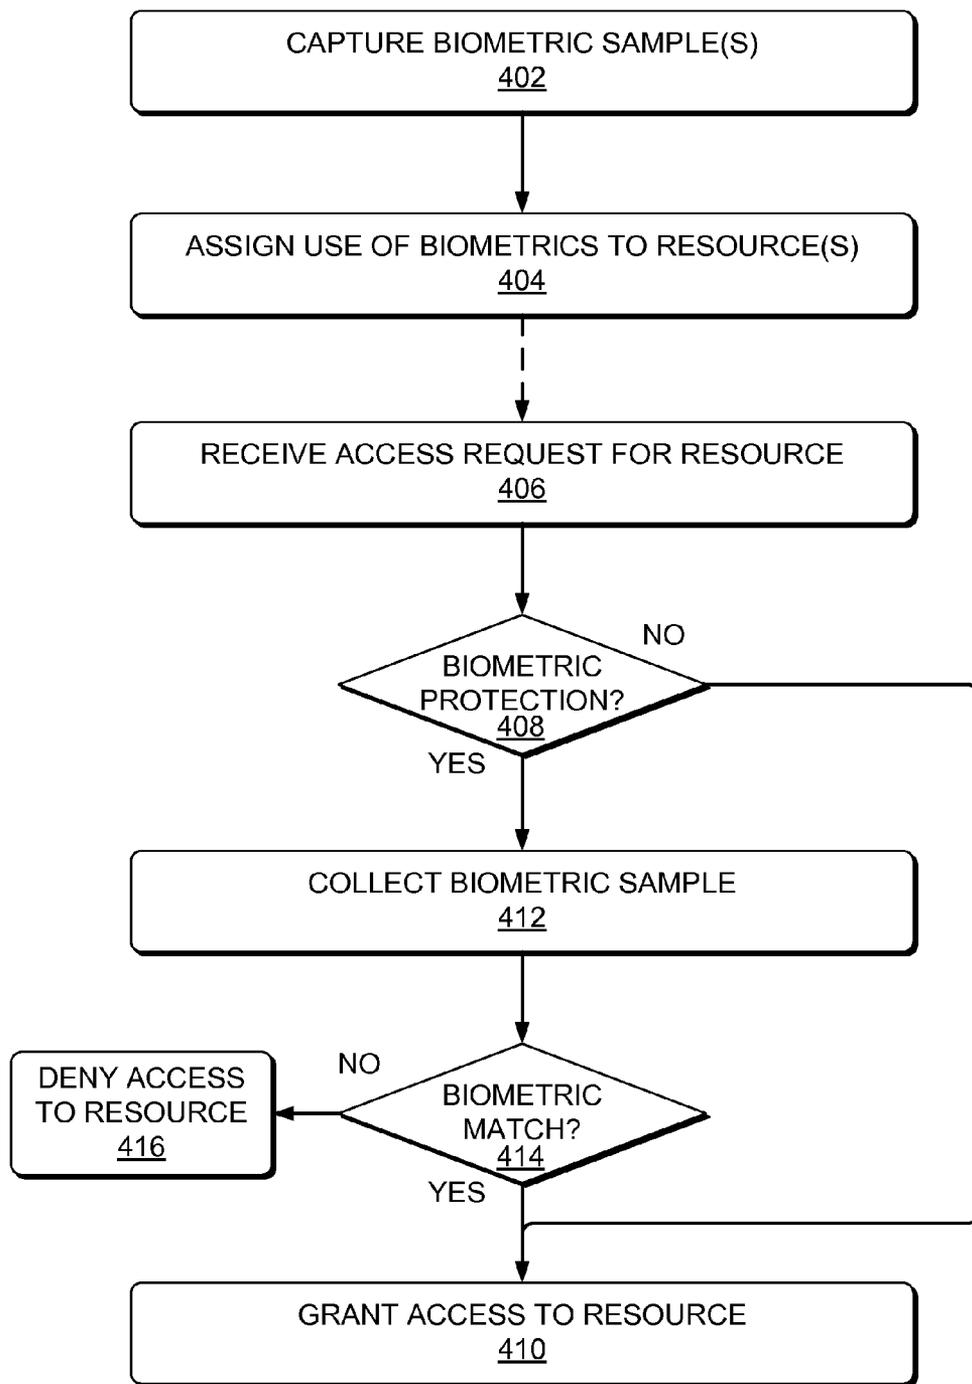 CAPTURE BIOMETRIC SAMPLE(S)
402
ASSIGN USE OF BIOMETRICS TO RESOURCE(S)
404
RECEIVE ACCESS REQUEST FOR RESOURCE
406
NO
BIOMETRIC
PROTECTION?
408
YES
COLLECT BIOMETRIC SAMPLE
412
NO
DENY ACCESS
TO RESOURCE
416
BIOMETRIC
MATCH?
414
YES
GRANT ACCESS TO RESOURCE
410